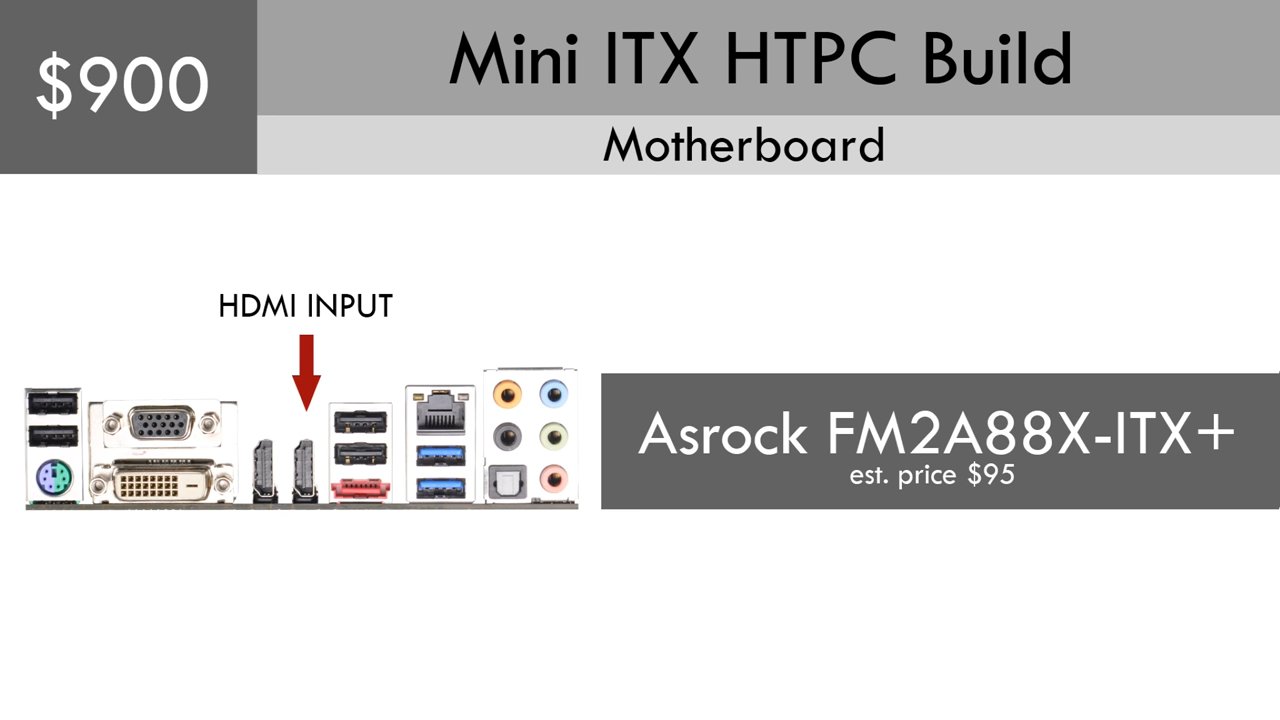 $900
Mini ITX HTPC Build
Motherboard
HDMI INPUT
Asrock FM2A88X-ITX+
est. price $95